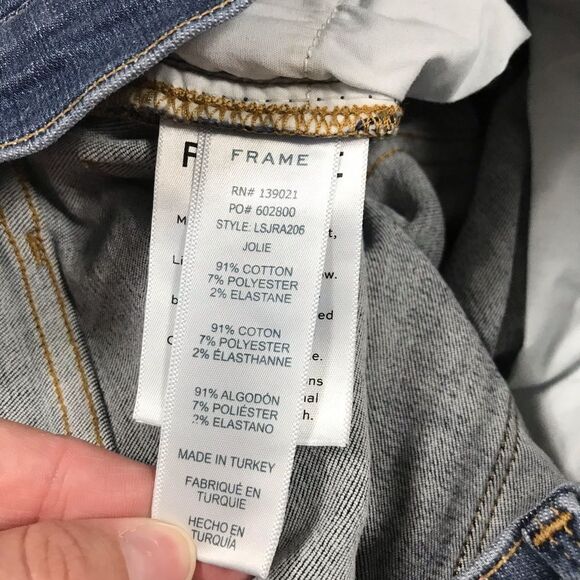 FRAME
RN# 139021
PO# 602800
STYLE: LSJRA206
JOLIE
91% COTTON
7% POLYESTER
2% ELASTANE
91% COTON
7% POLYESTER
2% ÉLASTHANNE
91% ALGODÓN
7% POLIÉSTER
2% ELASTANO
MADE IN TURKEY
FABRIQUÉ EN
TURQUIE
HECHO EN
TURQUÍA